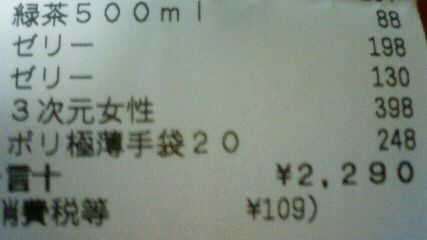 緑茶500ml 88
ゼリー 198
ゼリー 130
3次元女性 398
ポリ極薄手袋20 248
合計 ¥2,290
消費税等 ¥109)